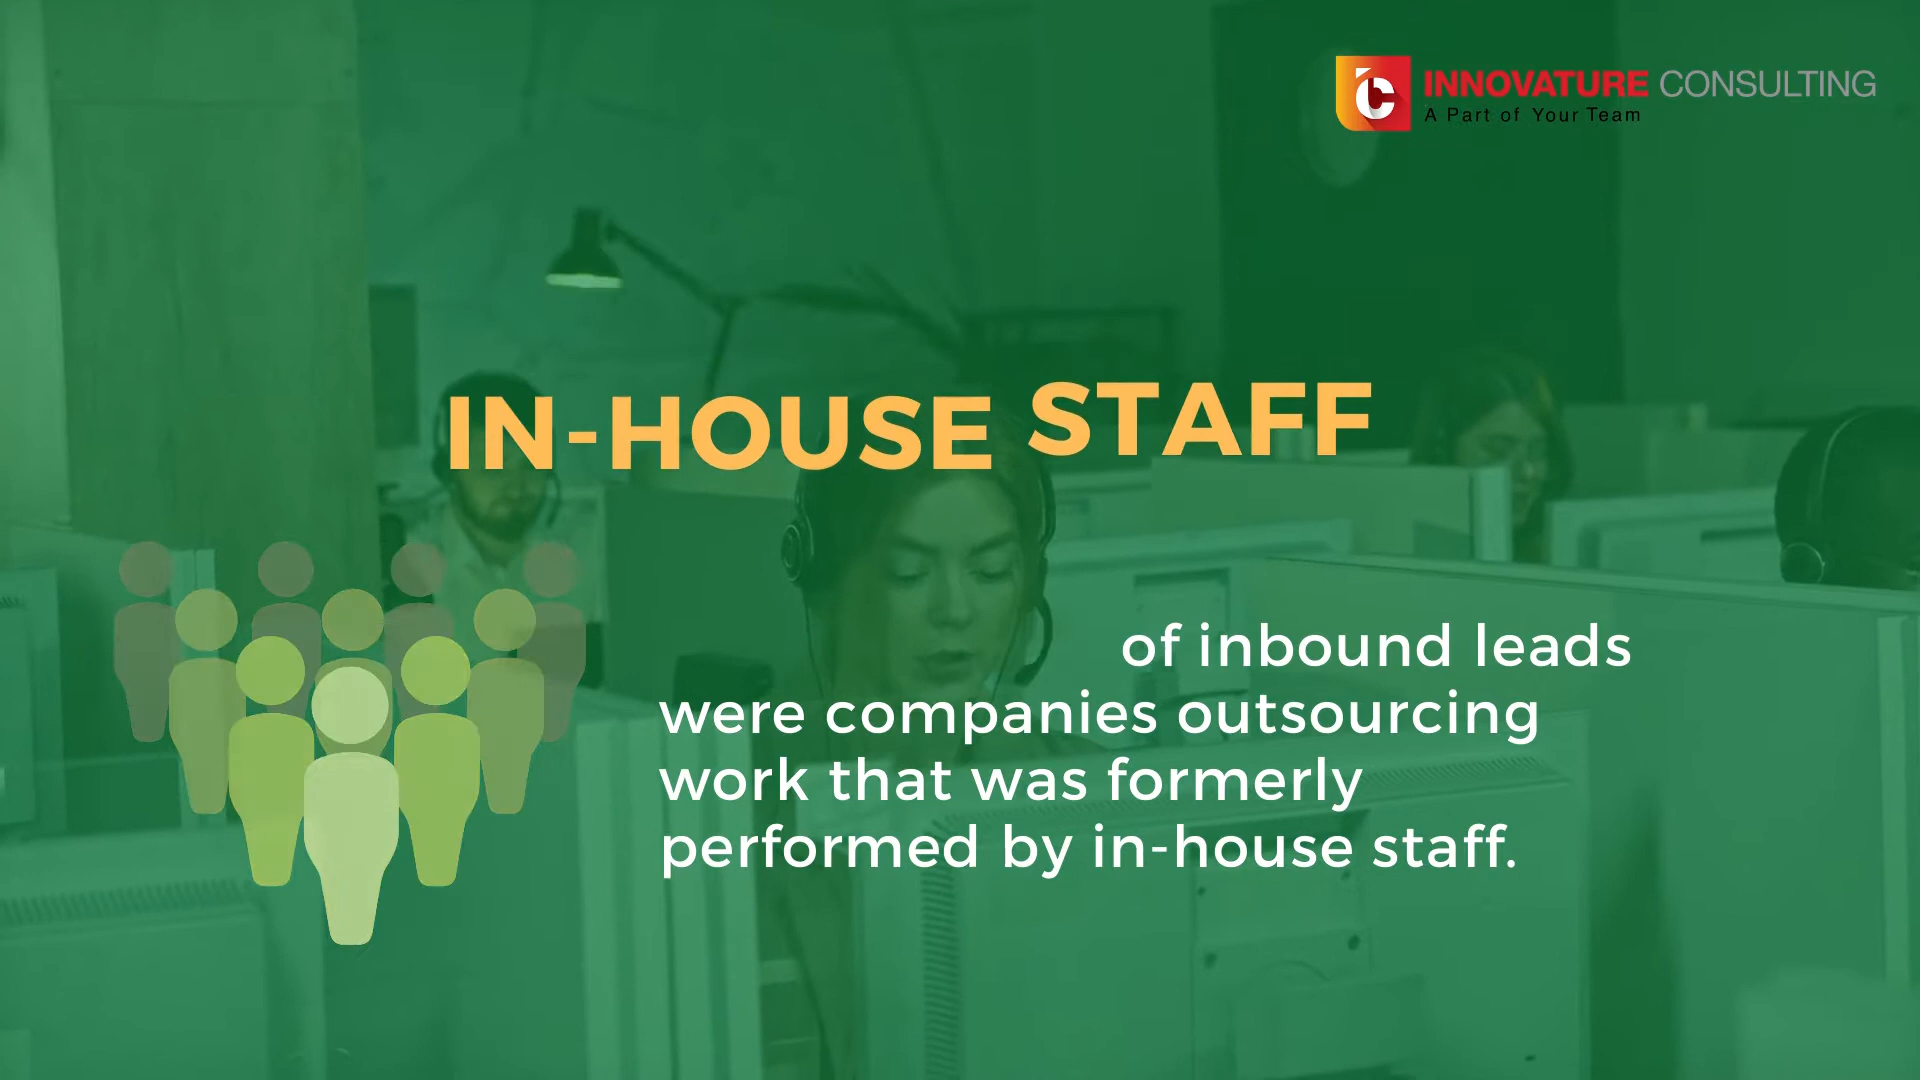 INNOVATURE CONSULTING
A Part of Your Team
IN-HOUSE STAFF
of inbound leads
were companies outsourcing
work that was formerly
performed by in-house staff.